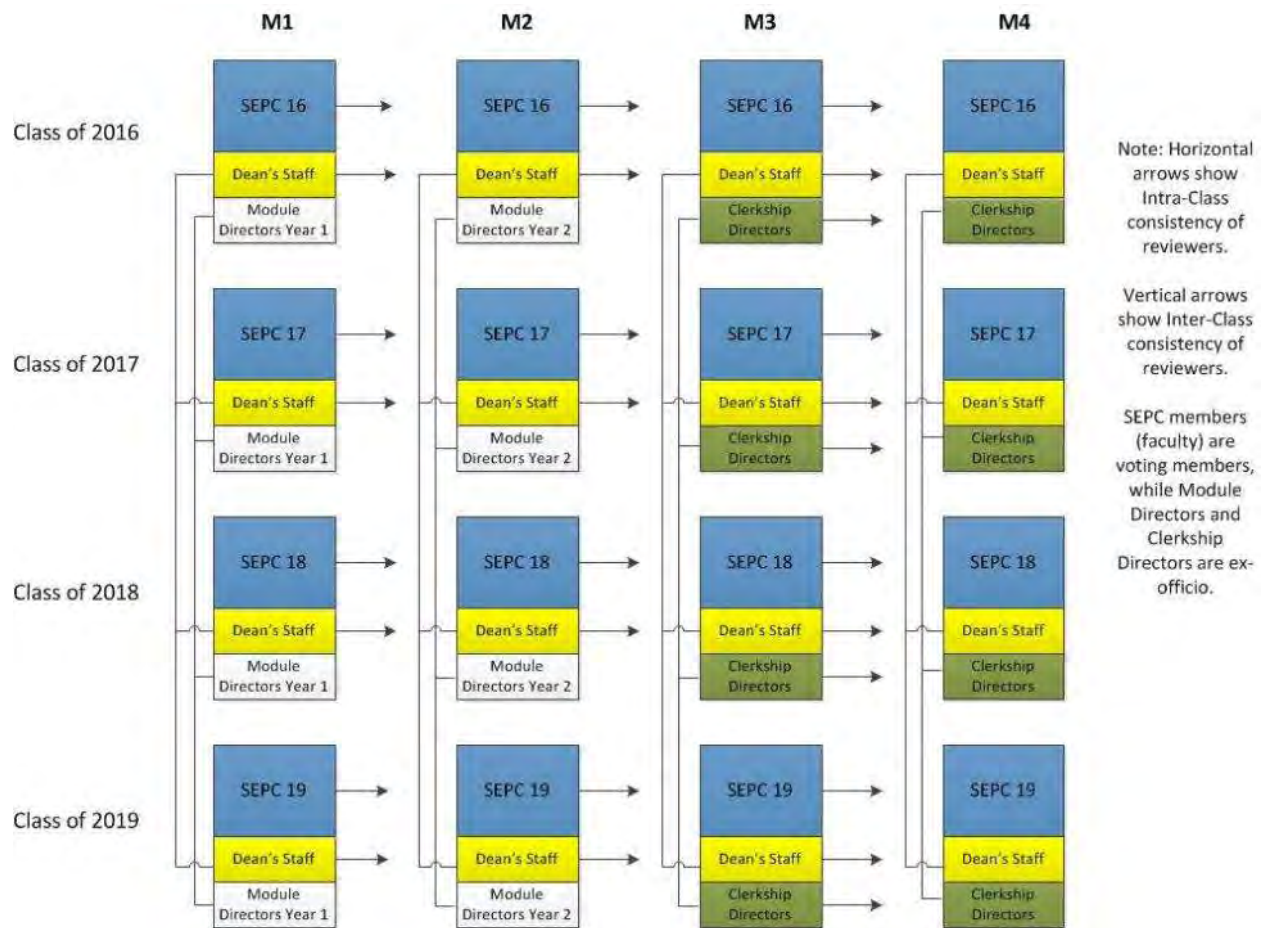 M1 M2 M3 M4
Class of 2016
SEPC 16 SEPC 16 SEPC 16 SEPC 16
Dean's Staff Dean's Staff Dean's Staff Dean's Staff
Module Module Clerkship Clerkship
Directors Year 1 Directors Year 2 Directors Directors
Class of 2017
SEPC 17 SEPC 17 SEPC 17 SEPC 17
Dean's Staff Dean's Staff Dean's Staff Dean's Staff
Module Module Clerkship Clerkship
Directors Year 1 Directors Year 2 Directors Directors
Class of 2018
SEPC 18 SEPC 18 SEPC 18 SEPC 18
Dean's Staff Dean's Staff Dean's Staff Dean's Staff
Module Module Clerkship Clerkship
Directors Year 1 Directors Year 2 Directors Directors
Class of 2019
SEPC 19 SEPC 19 SEPC 19 SEPC 19
Dean's Staff Dean's Staff Dean's Staff Dean's Staff
Module Module Clerkship Clerkship
Directors Year 1 Directors Year 2 Directors Directors
Note: Horizontal
arrows show
Intra-Class
consistency of
reviewers.
Vertical arrows
show Inter-Class
consistency of
reviewers.
SEPC members
(faculty) are
voting members,
while Module
Directors and
Clerkship
Directors are ex-
officio.